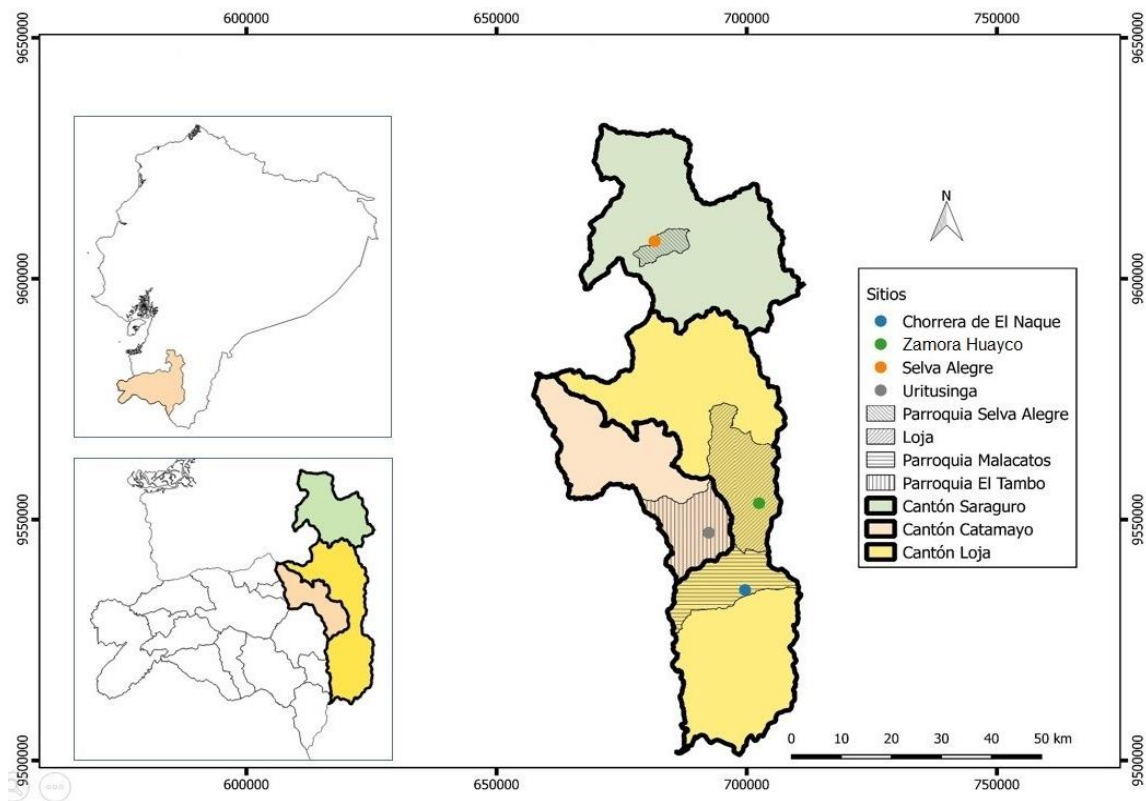 600000 650000 700000 750000
9650000 9650000
N
9600000 9600000
Sitios
Chorrera de El Naque
Zamora Huayco
Selva Alegre
Uritusinga
Parroquia Selva Alegre
Loja
Parroquia Malacatos
Parroquia El Tambo
Cantón Saraguro
Cantón Catamayo
Cantón Loja
9550000 9550000
0 10 20 30 40 50 km
9500000 9500000
600000 650000 700000 750000